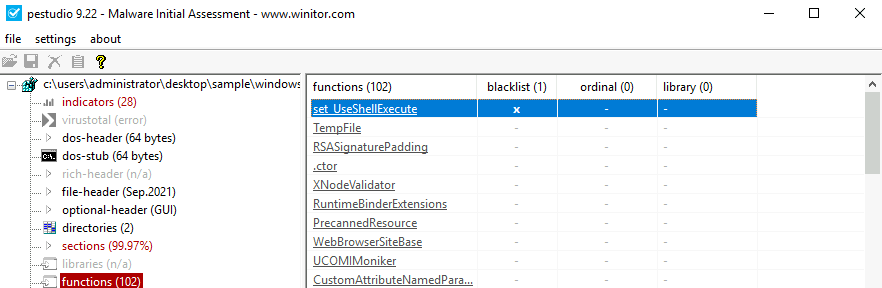 pestudio 9.22 - Malware Initial Assessment - www.winitor.com
file settings about
c:\users\administrator\desktop\sample\windows
indicators (28)
virustotal (error)
dos-header (64 bytes)
dos-stub (64 bytes)
rich-header (n/a)
file-header (Sep.2021)
optional-header (GUI)
directories (2)
sections (99.97%)
libraries (n/a)
functions (102)
functions (102) blacklist (1) ordinal (0) library (0)
set_UseShellExecute x - -
TempFile - - -
RSASignaturePadding - - -
.ctor - - -
XNodeValidator - - -
RuntimeBinderExtensions - - -
PrecannedResource - - -
WebBrowserSiteBase - - -
UCOMIMoniker - - -
CustomAttributeNamedPara... - - -